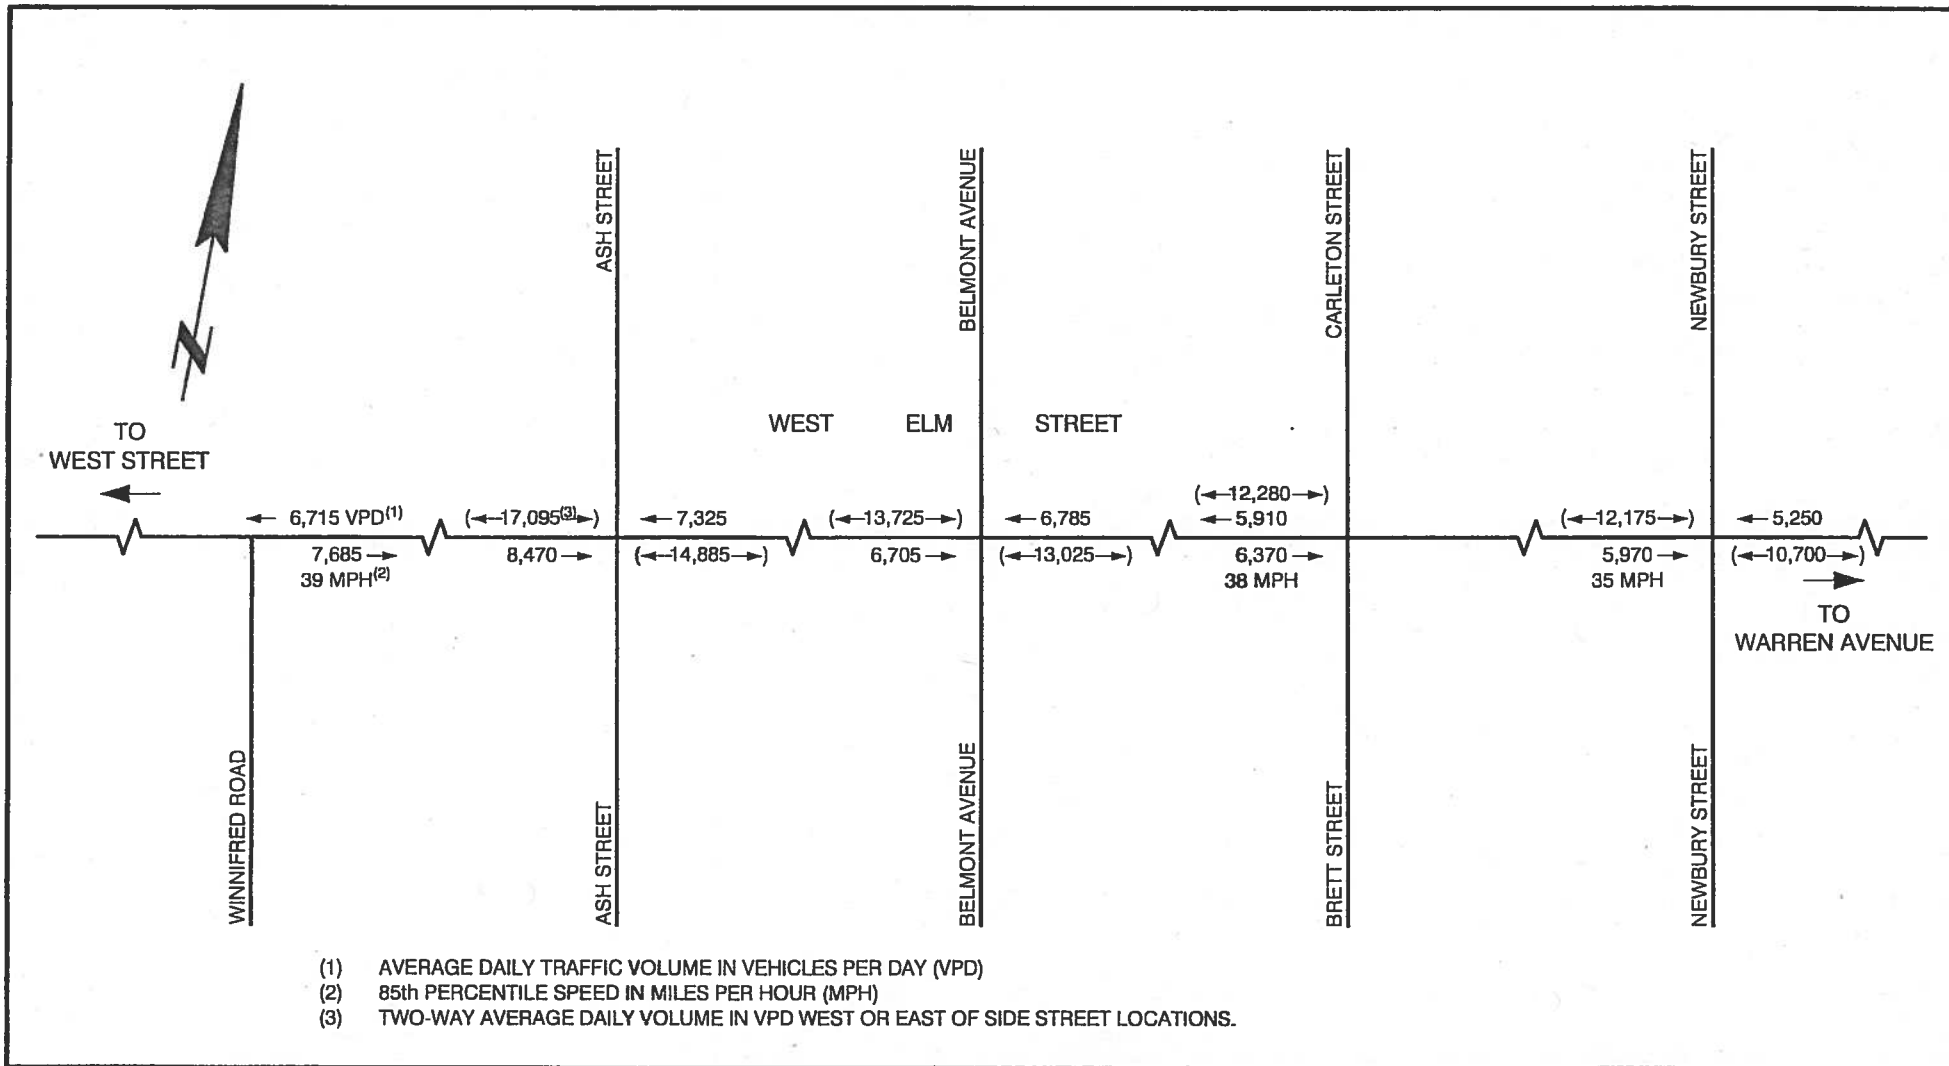 ASH STREET
BELMONT AVENUE
CARLETON STREET
NEWBURY STREET
N
TO
WEST STREET
WEST ELM STREET
6,715 VPD(1)
(←17,095(3)→)
←7,325
(←13,725→)
←6,785
(←12,280→)
←5,910
(←12,175→)
←5,250
7,685→
39 MPH(2)
8,470→
(←14,885→)
6,705→
(←13,025→)
6,370→
38 MPH
5,970→
35 MPH
(←10,700→)
TO
WARREN AVENUE
WINNIFRED ROAD
ASH STREET
BELMONT AVENUE
BRETT STREET
NEWBURY STREET
(1) AVERAGE DAILY TRAFFIC VOLUME IN VEHICLES PER DAY (VPD)
(2) 85th PERCENTILE SPEED IN MILES PER HOUR (MPH)
(3) TWO-WAY AVERAGE DAILY VOLUME IN VPD WEST OR EAST OF SIDE STREET LOCATIONS.